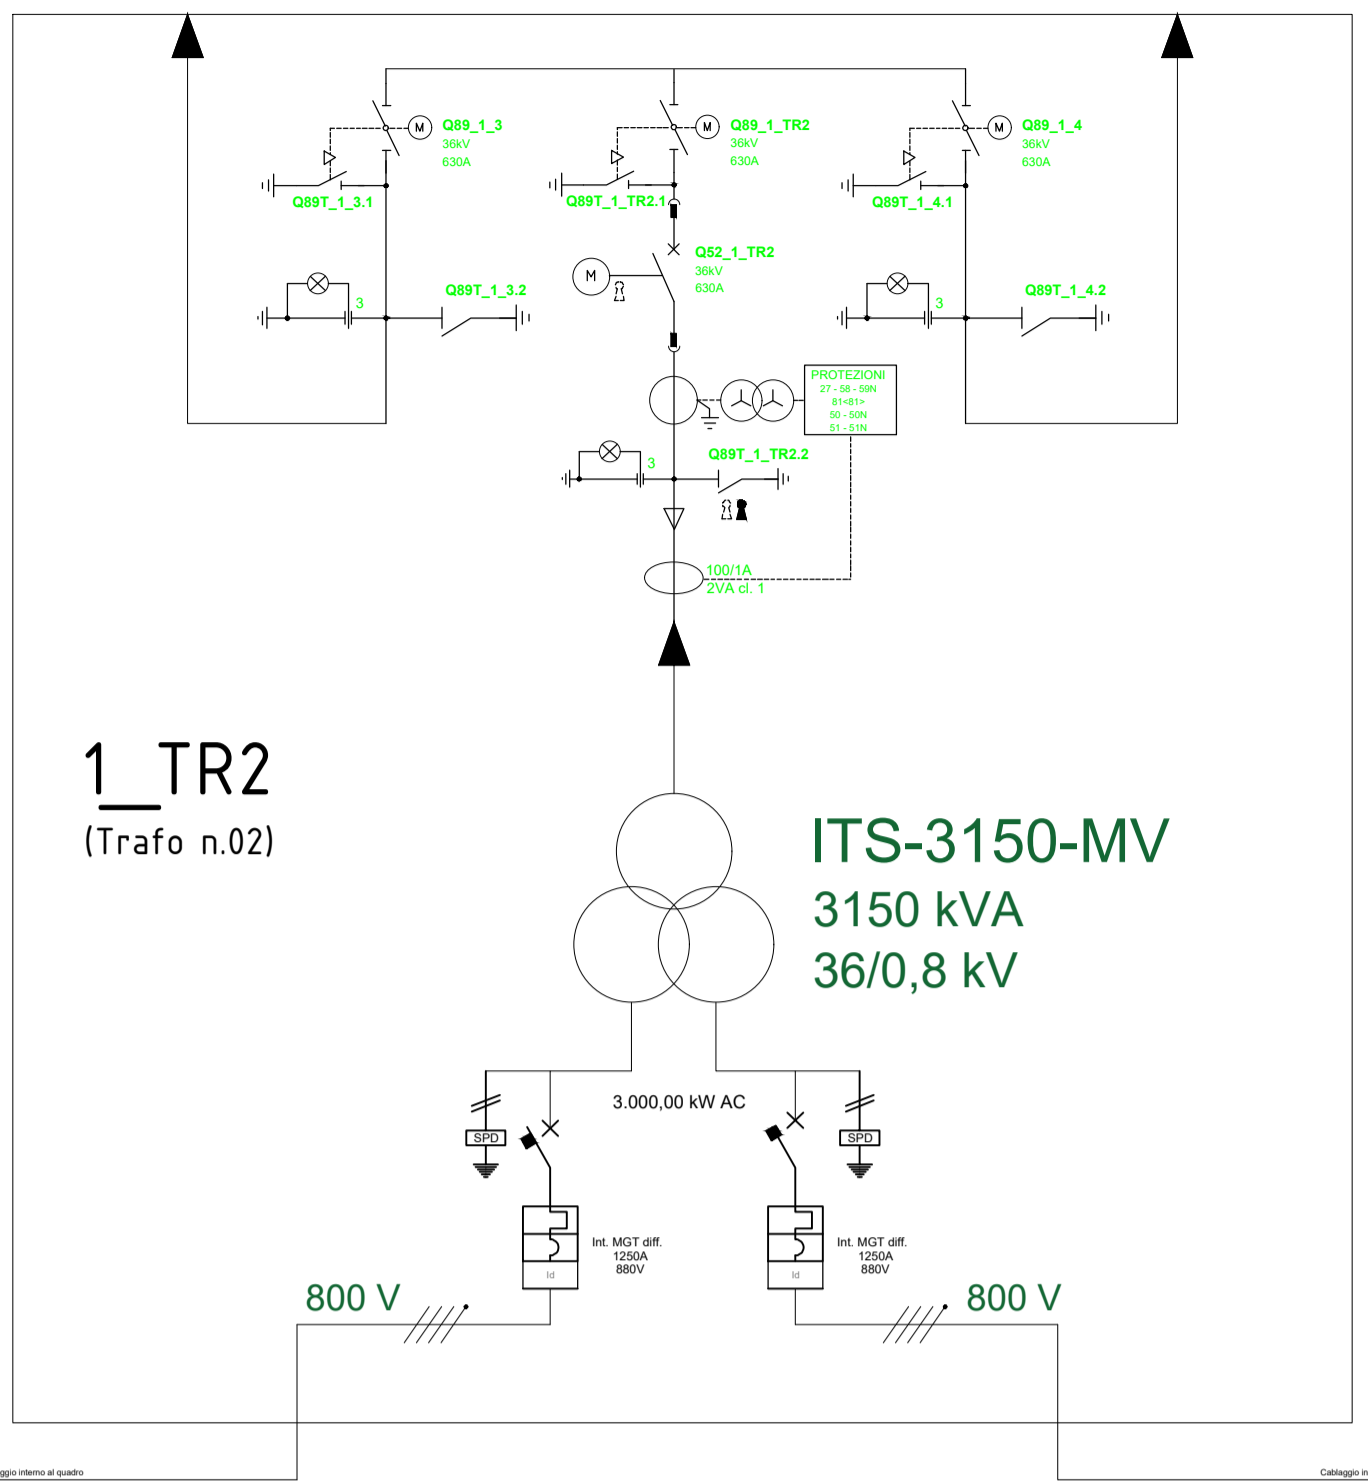 M
Q89_1_3
36kV
630A
Q89T_1_3.1
M
Q89_1_TR2
36kV
630A
Q89T_1_TR2.1
M
Q89_1_4
36kV
630A
Q89T_1_4.1
3
Q89T_1_3.2
M
Q52_1_TR2
36kV
630A
3
Q89T_1_4.2
PROTEZIONI
27 - 58 - 59N
81<81>
50 - 50N
51 - 51N
3
Q89T_1_TR2.2
100/1A
2VA cl. 1
1_TR2
(Trafo n.02)
ITS-3150-MV
3150 kVA
36/0,8 kV
3.000,00 kW AC
SPD
SPD
Int. MGT diff.
1250A
880V
Id
Int. MGT diff.
1250A
880V
Id
800 V
800 V
ggio interno al quadro
Cablaggio in